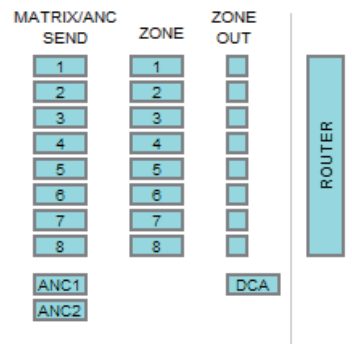 MATRIX/ANC ZONE
SEND ZONE OUT
1 1
2 2
3 3
4 4
5 5
6 6
7 7
8 8
ANC1 DCA
ANC2
ROUTER